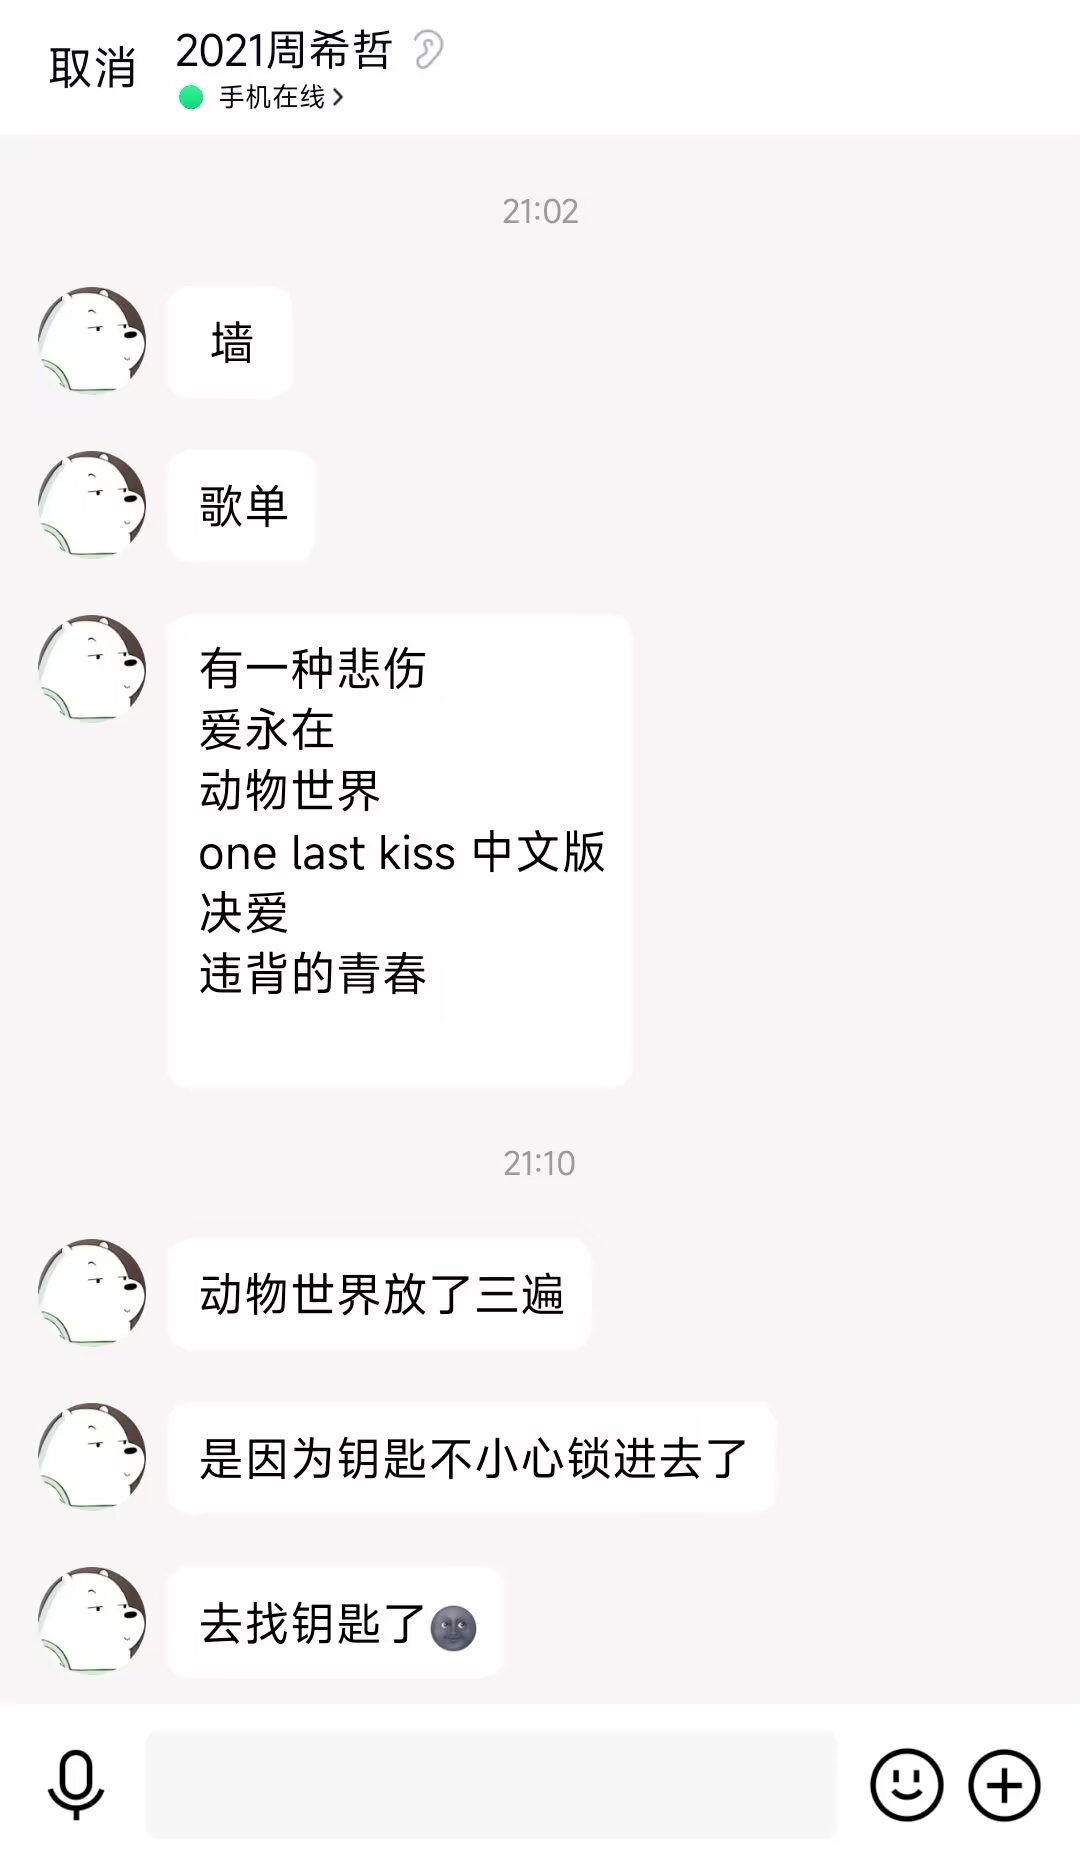 取消
2021周希哲
手机在线
21:02
墙
歌单
有一种悲伤
爱永在
动物世界
one last kiss 中文版
决爱
违背的青春
21:10
动物世界放了三遍
是因为钥匙不小心锁进去了
去找钥匙了🌚